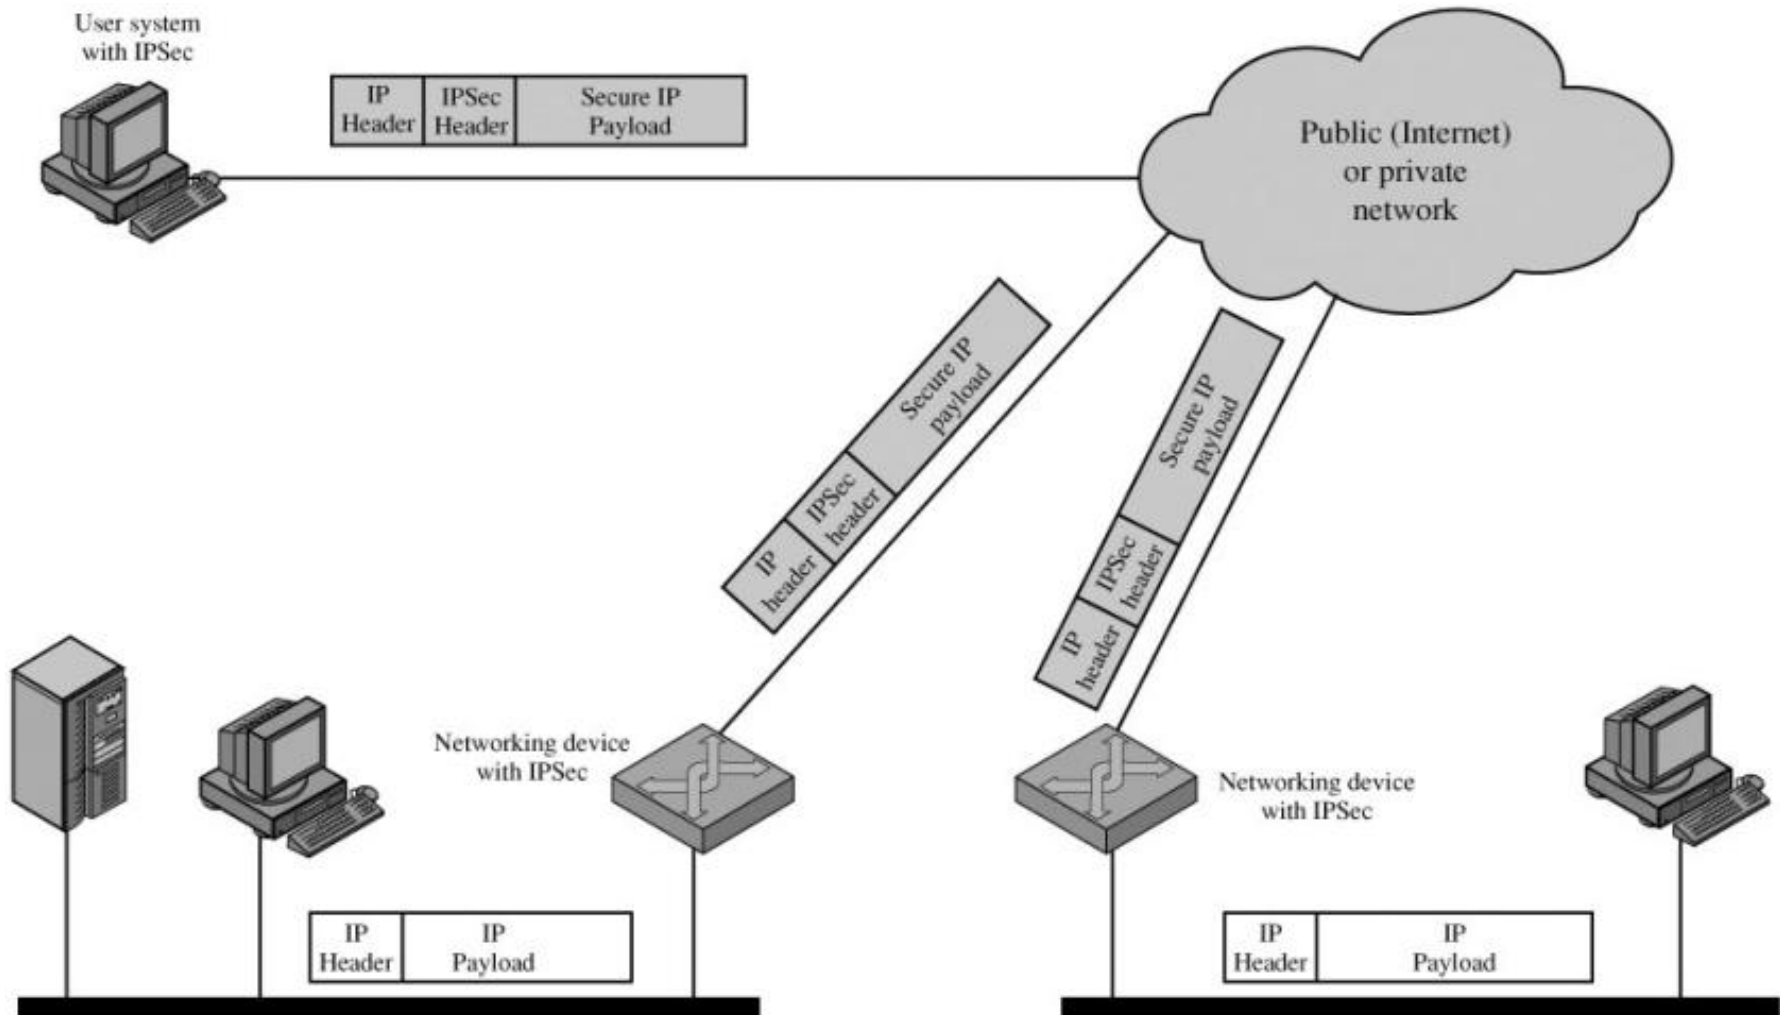 User system
with IPSec
IP
Header
IPSec
Header
Secure IP
Payload
Public (Internet)
or private
network
Secure IP
payload
IPSec
header
IP
header
Secure IP
payload
IPSec
header
IP
header
Networking device
with IPSec
Networking device
with IPSec
IP
Header
IP
Payload
IP
Header
IP
Payload